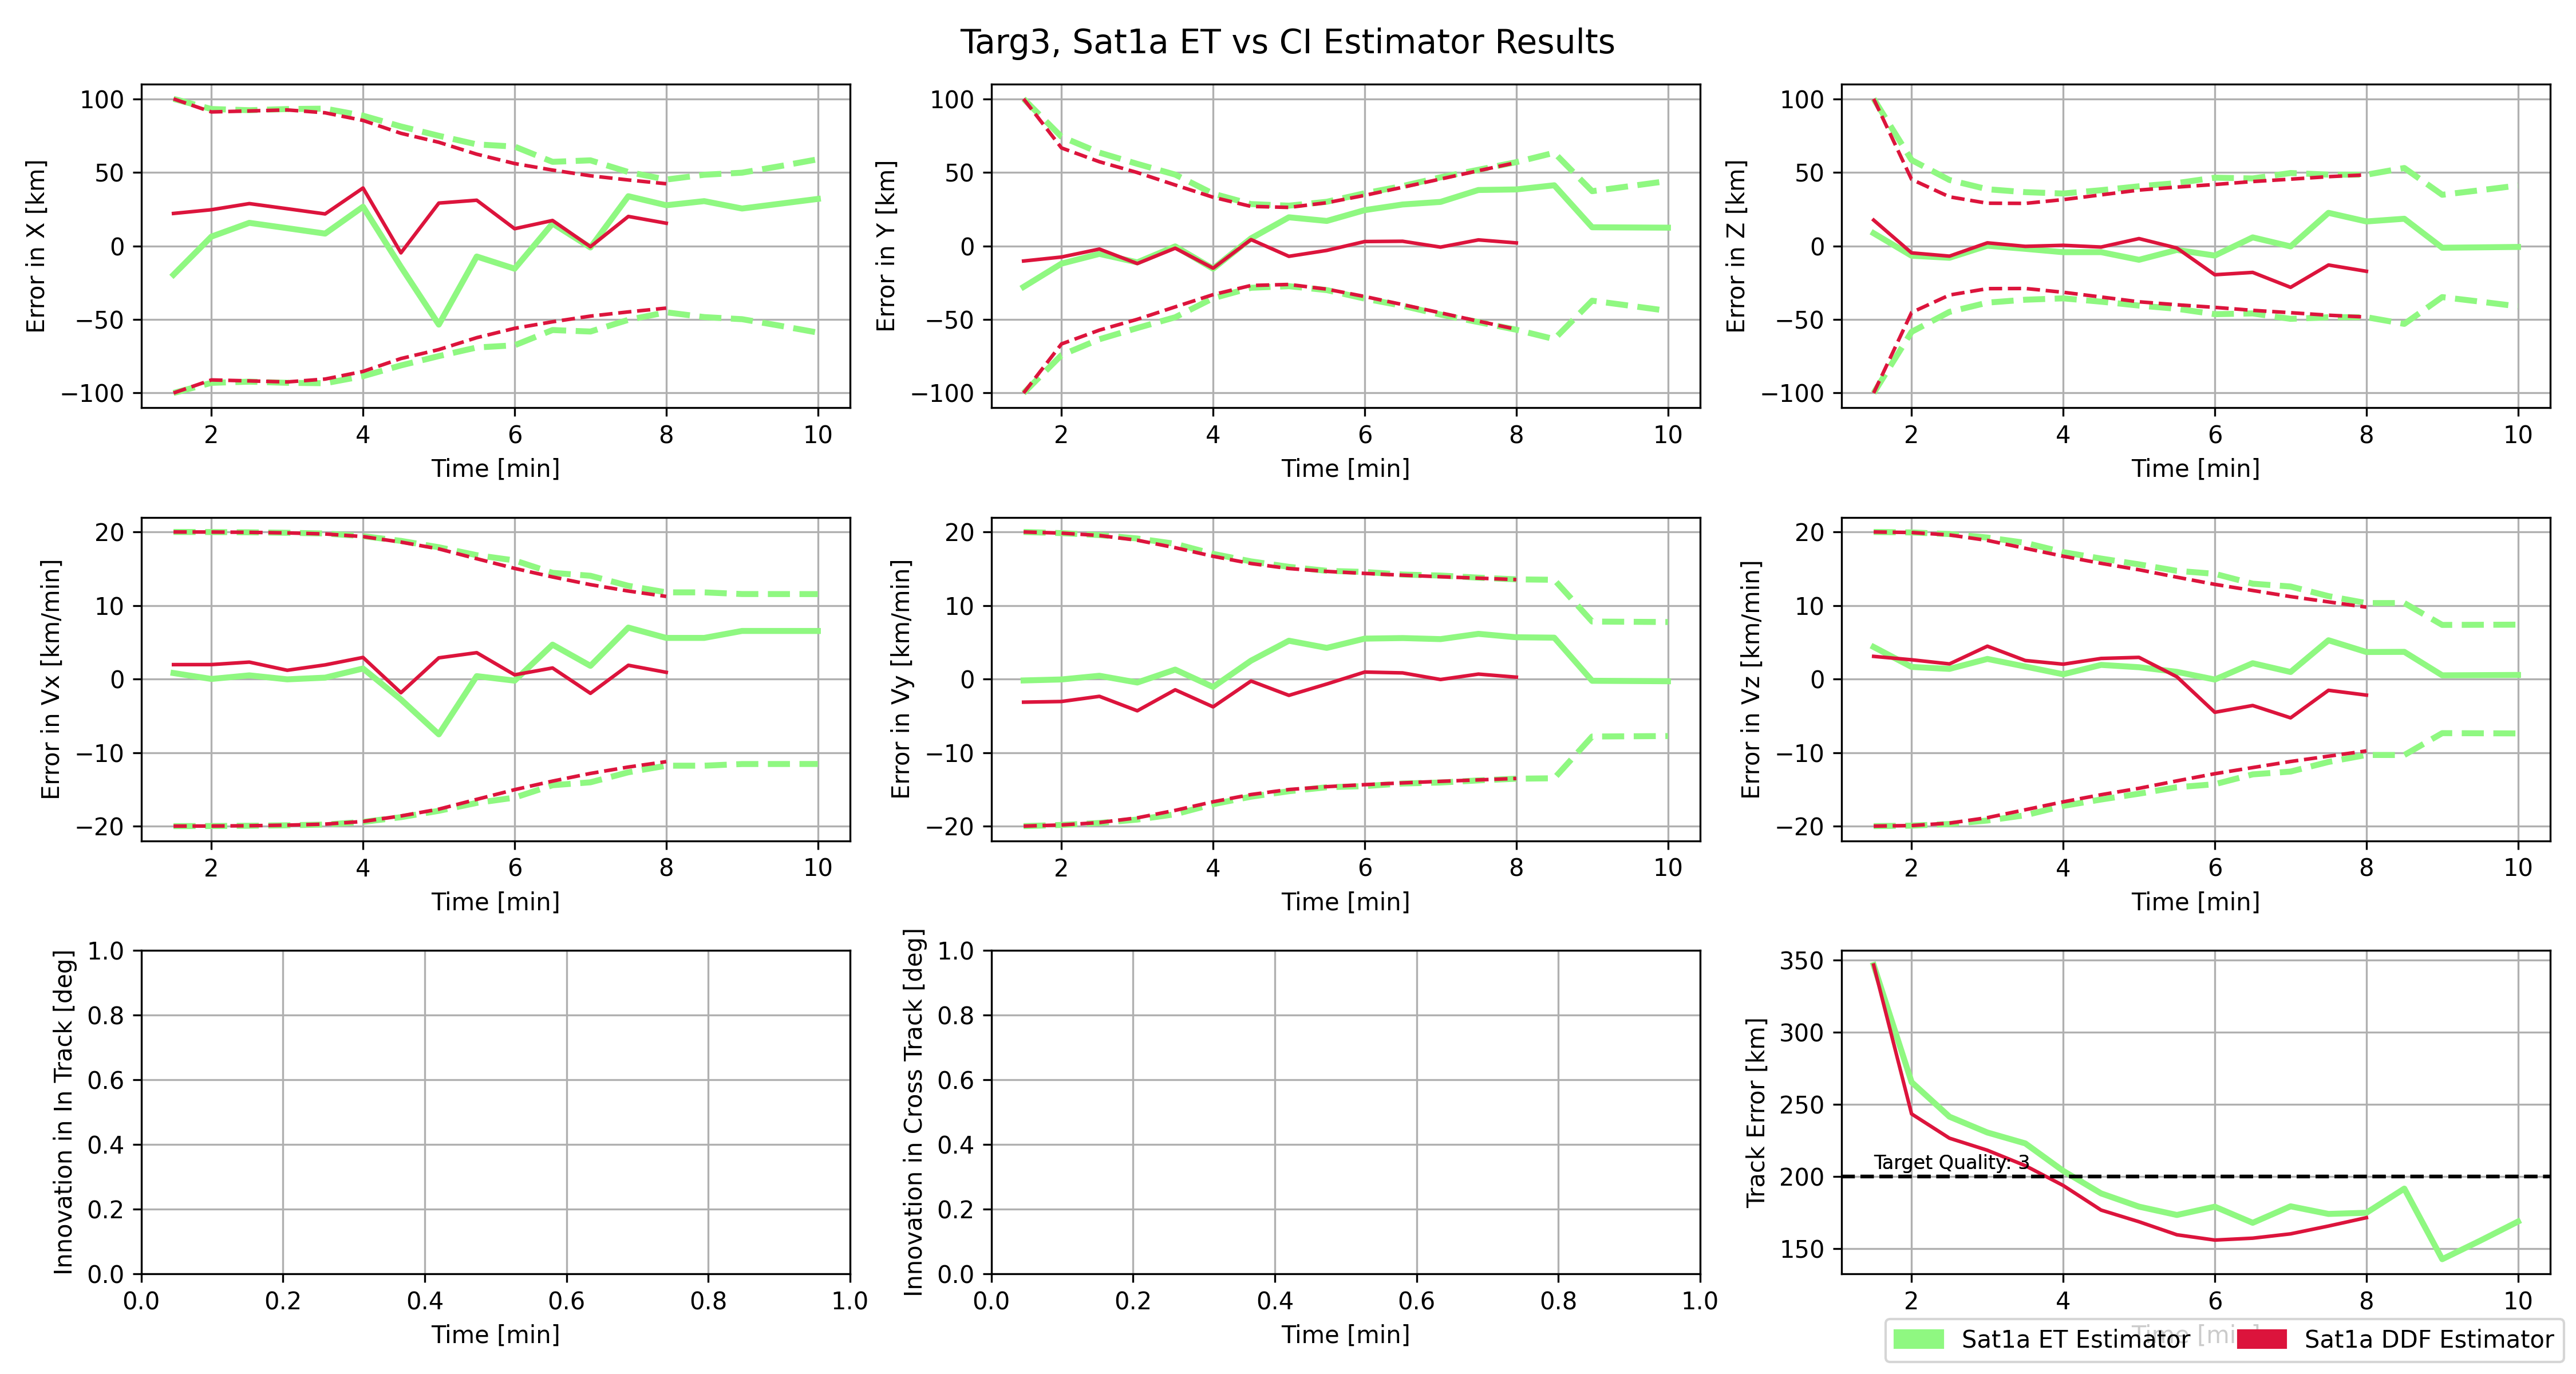 Targ3, Sat1a ET vs CI Estimator Results
Error in X [km]
100
50
0
−50
−100
2 4 6 8 10
Time [min]
Error in Y [km]
100
50
0
−50
−100
2 4 6 8 10
Time [min]
Error in Z [km]
100
50
0
−50
−100
2 4 6 8 10
Time [min]
Error in Vx [km/min]
20
10
0
−10
−20
2 4 6 8 10
Time [min]
Error in Vy [km/min]
20
10
0
−10
−20
2 4 6 8 10
Time [min]
Error in Vz [km/min]
20
10
0
−10
−20
2 4 6 8 10
Time [min]
Innovation in In Track [deg]
1.0
0.8
0.6
0.4
0.2
0.0
0.0 0.2 0.4 0.6 0.8 1.0
Time [min]
Innovation in Cross Track [deg]
1.0
0.8
0.6
0.4
0.2
0.0
0.0 0.2 0.4 0.6 0.8 1.0
Time [min]
Track Error [km]
350
300
250
200
150
Target Quality: 3
2 4 6 8 10
Time [min]
Sat1a ET Estimator
Sat1a DDF Estimator